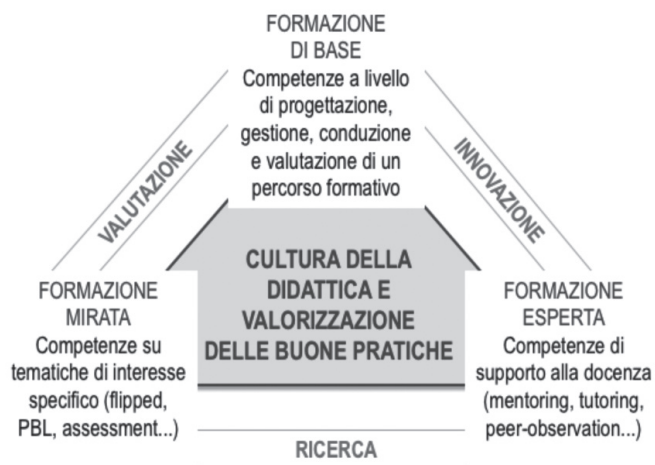 FORMAZIONE
DI BASE
Competenze a livello
di progettazione,
gestione, conduzione
e valutazione di un
percorso formativo
VALUTAZIONE
INNOVAZIONE
CULTURA DELLA
DIDATTICA E
VALORIZZAZIONE
DELLE BUONE PRATICHE
FORMAZIONE
MIRATA
Competenze su
tematiche di interesse
specifico (flipped,
PBL, assessment...)
FORMAZIONE
ESPERTA
Competenze di
supporto alla docenza
(mentoring, tutoring,
peer-observation...)
RICERCA